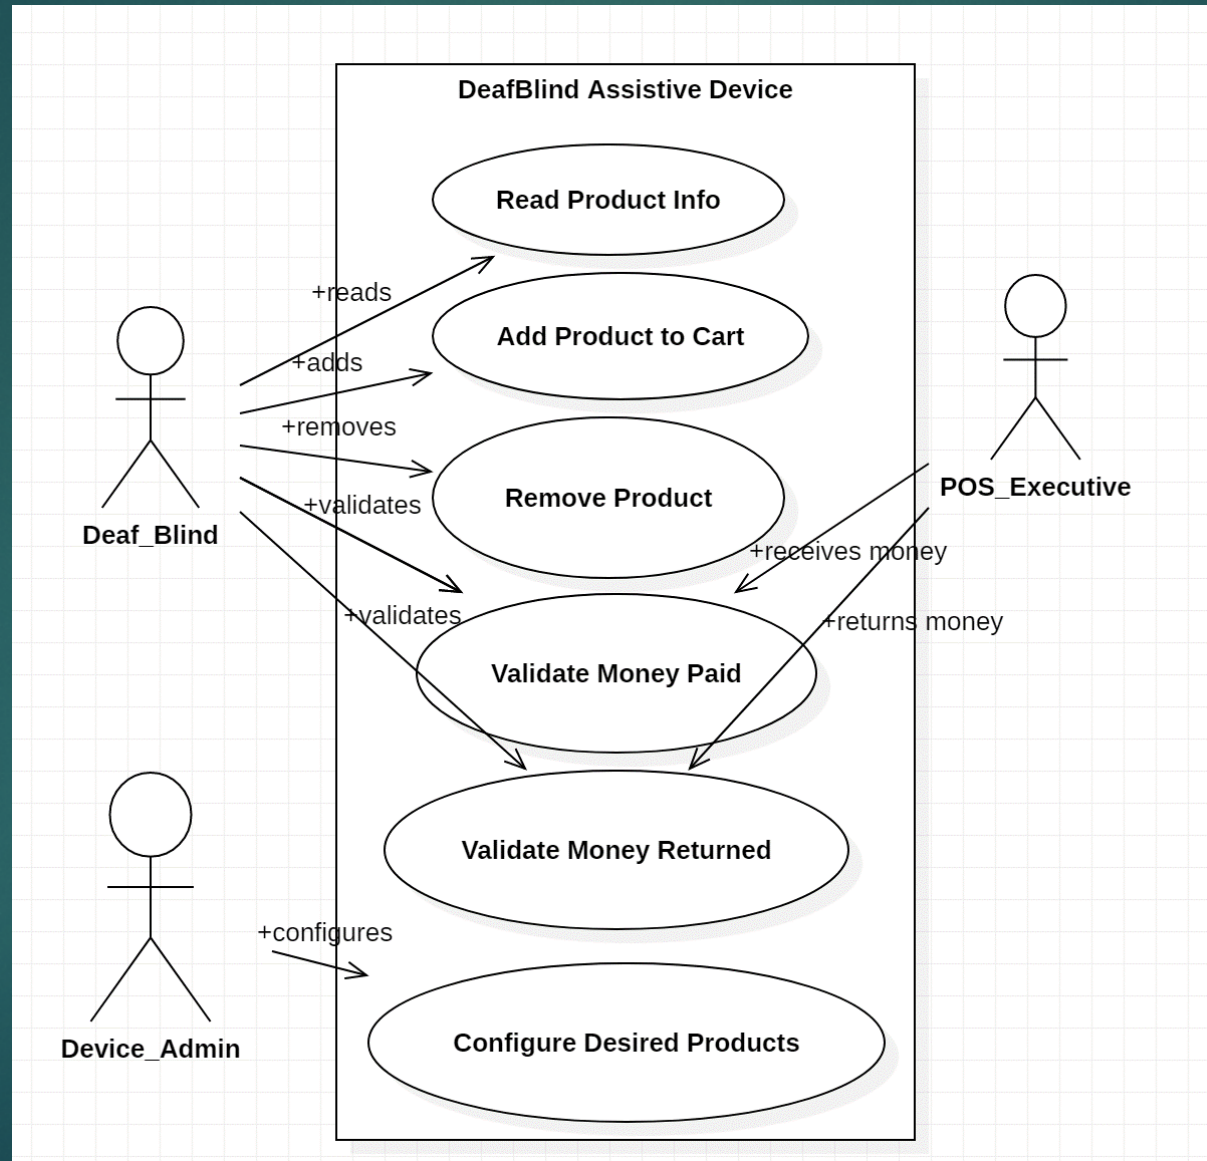 DeafBlind Assistive Device
Read Product Info
+reads
Add Product to Cart
+adds
+removes
Remove Product
+validates
Deaf_Blind
POS_Executive
+receives money
+validates
+returns money
Validate Money Paid
Validate Money Returned
+configures
Configure Desired Products
Device_Admin